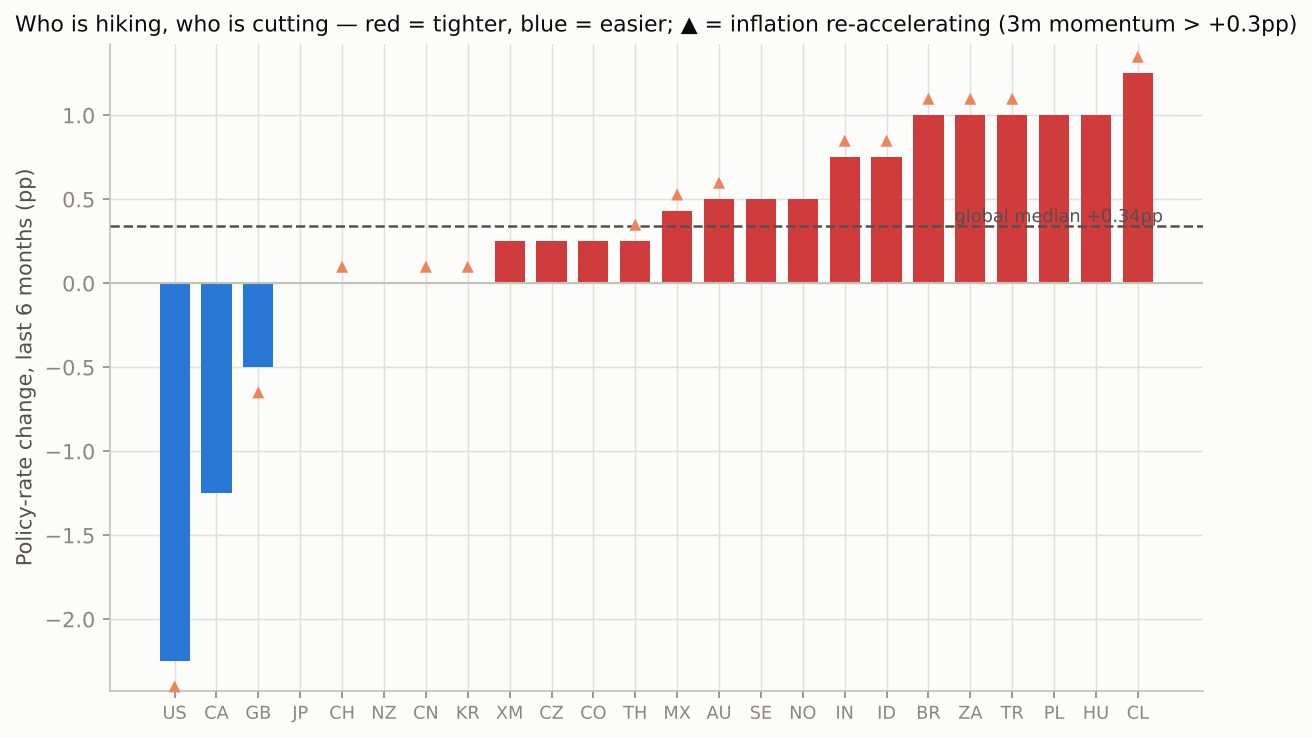 Who is hiking, who is cutting — red = tighter, blue = easier; ▲ = inflation re-accelerating (3m momentum > +0.3pp)
Policy-rate change, last 6 months (pp)
1.0
0.5
0.0
−0.5
−1.0
−1.5
−2.0
global median +0.34pp
US CA GB JP CH NZ CN KR XM CZ CO TH MX AU SE NO IN ID BR ZA TR PL HU CL